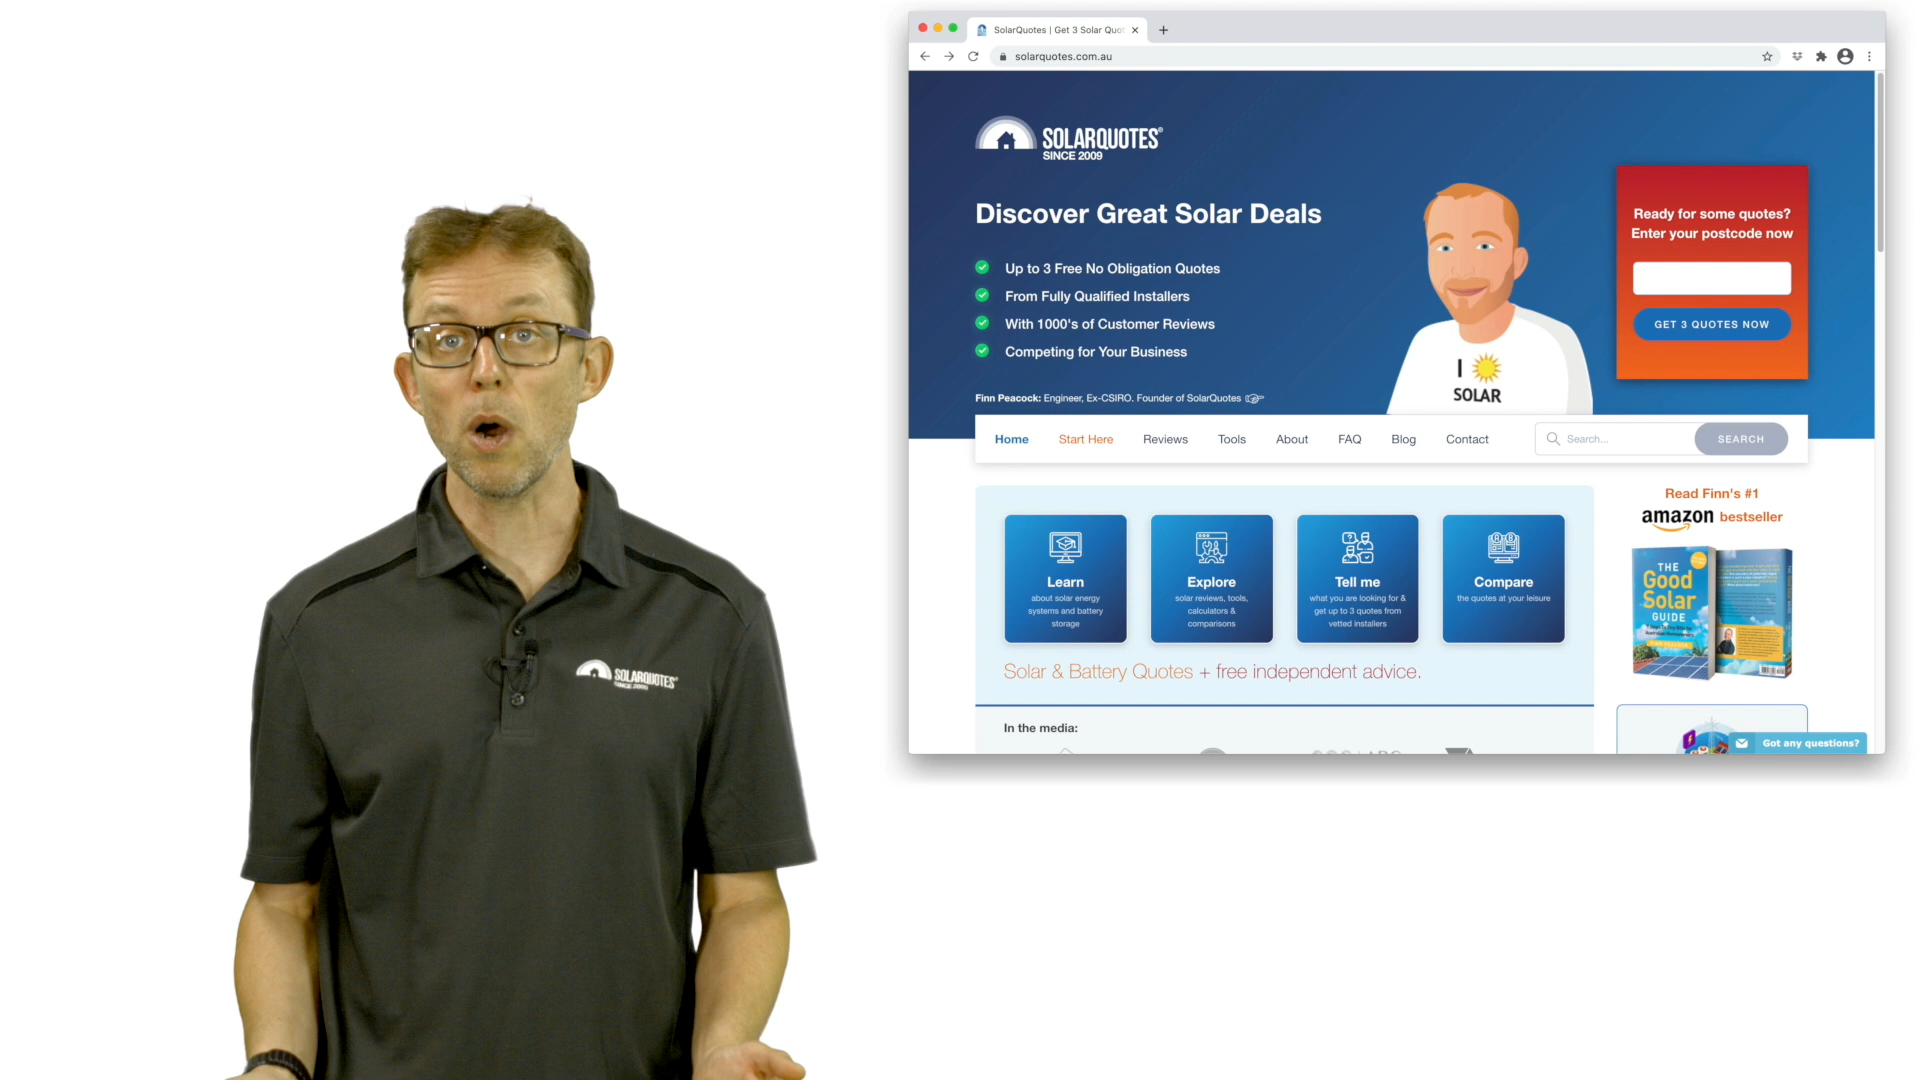 SolarQuotes | Get 3 Solar Quot
solarquotes.com.au
SOLARQUOTES®
SINCE 2009
Discover Great Solar Deals
Up to 3 Free No Obligation Quotes
From Fully Qualified Installers
With 1000's of Customer Reviews
Competing for Your Business
Finn Peacock: Engineer, Ex-CSIRO. Founder of SolarQuotes
I
SOLAR
Ready for some quotes?
Enter your postcode now
GET 3 QUOTES NOW
Home Start Here Reviews Tools About FAQ Blog Contact Search... SEARCH
Learn
about solar energy
systems and battery
storage
Explore
solar reviews, tools,
calculators &
comparisons
Tell me
what you are looking for &
get up to 3 quotes from
vetted installers
Compare
the quotes at your leisure
Solar & Battery Quotes + free independent advice.
In the media:
Read Finn's #1
amazon bestseller
THE
Good
Solar
GUIDE
Got any questions?
SOLARQUOTES®
SINCE 2009